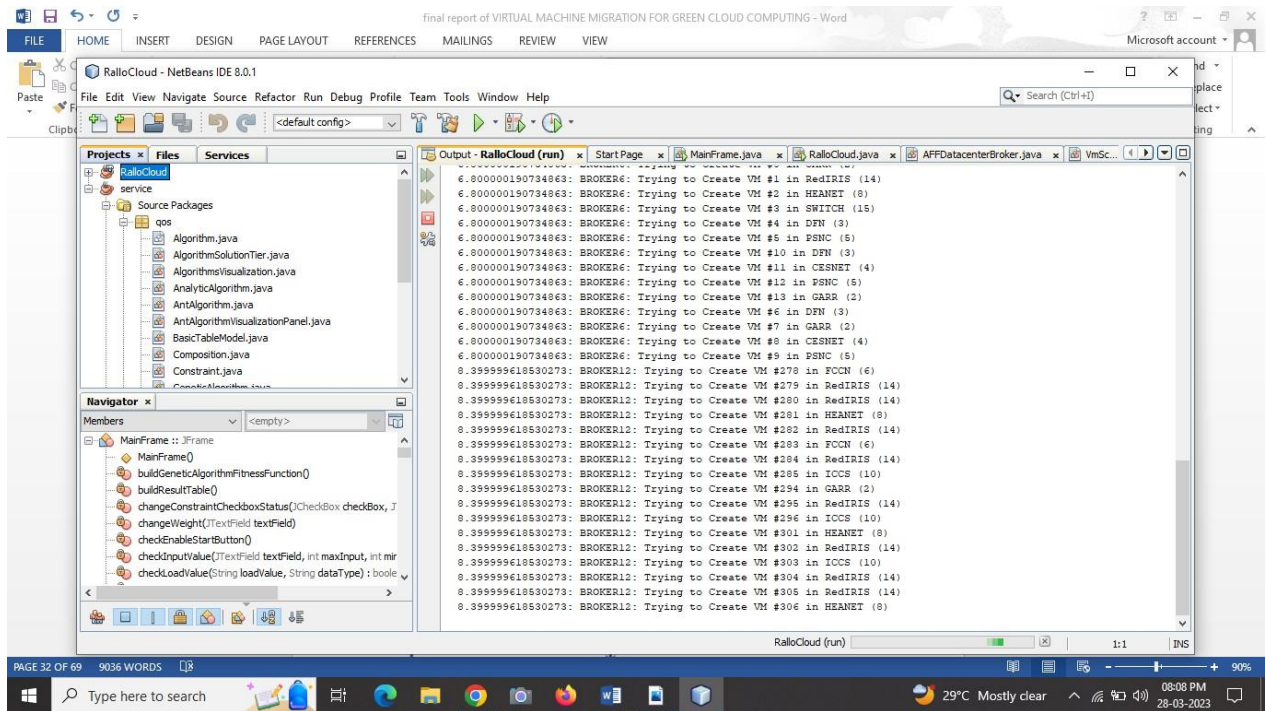 final report of VIRTUAL MACHINE MIGRATION FOR GREEN CLOUD COMPUTING - Word
FILE HOME INSERT DESIGN PAGE LAYOUT REFERENCES MAILINGS REVIEW VIEW Microsoft account
Paste
Clipb
RalloCloud - NetBeans IDE 8.0.1
File Edit View Navigate Source Refactor Run Debug Profile Team Tools Window Help
Search (Ctrl+I)
<default config>
Projects Files Services
RalloCloud
service
Source Packages
qos
Algorithm.java
AlgorithmSolutionTier.java
AlgorithmsVisualization.java
AnalyticAlgorithm.java
AntAlgorithm.java
AntAlgorithmVisualizationPanel.java
BasicTableModel.java
Composition.java
Constraint.java
GeneticAlgorithm.java
Navigator
Members <empty>
MainFrame :: JFrame
MainFrame()
buildGeneticAlgorithmFitnessFunction()
buildResultTable()
changeConstraintCheckboxStatus(JCheckBox checkBox, J
changeWeight(JTextField textField)
checkEnableStartButton()
checkInputValue(JTextField textField, int maxInput, int mir
checkLoadValue(String loadValue, String dataType) : boole
Output - RalloCloud (run) Start Page MainFrame.java RalloCloud.java AFFDatacenterBroker.java VmSc...
6.800000190734863: BROKER6: Trying to Create VM #1 in RedIRIS (14)
6.800000190734863: BROKER6: Trying to Create VM #2 in HEANET (8)
6.800000190734863: BROKER6: Trying to Create VM #3 in SWITCH (15)
6.800000190734863: BROKER6: Trying to Create VM #4 in DFN (3)
6.800000190734863: BROKER6: Trying to Create VM #5 in PSNC (5)
6.800000190734863: BROKER6: Trying to Create VM #10 in DFN (3)
6.800000190734863: BROKER6: Trying to Create VM #11 in CESNET (4)
6.800000190734863: BROKER6: Trying to Create VM #12 in PSNC (5)
6.800000190734863: BROKER6: Trying to Create VM #13 in GARR (2)
6.800000190734863: BROKER6: Trying to Create VM #6 in DFN (3)
6.800000190734863: BROKER6: Trying to Create VM #7 in GARR (2)
6.800000190734863: BROKER6: Trying to Create VM #8 in CESNET (4)
6.800000190734863: BROKER6: Trying to Create VM #9 in PSNC (5)
8.399999618530273: BROKER12: Trying to Create VM #278 in FCCN (6)
8.399999618530273: BROKER12: Trying to Create VM #279 in RedIRIS (14)
8.399999618530273: BROKER12: Trying to Create VM #280 in RedIRIS (14)
8.399999618530273: BROKER12: Trying to Create VM #281 in HEANET (8)
8.399999618530273: BROKER12: Trying to Create VM #282 in RedIRIS (14)
8.399999618530273: BROKER12: Trying to Create VM #283 in FCCN (6)
8.399999618530273: BROKER12: Trying to Create VM #284 in RedIRIS (14)
8.399999618530273: BROKER12: Trying to Create VM #285 in ICCS (10)
8.399999618530273: BROKER12: Trying to Create VM #294 in GARR (2)
8.399999618530273: BROKER12: Trying to Create VM #295 in RedIRIS (14)
8.399999618530273: BROKER12: Trying to Create VM #296 in ICCS (10)
8.399999618530273: BROKER12: Trying to Create VM #301 in HEANET (8)
8.399999618530273: BROKER12: Trying to Create VM #302 in RedIRIS (14)
8.399999618530273: BROKER12: Trying to Create VM #303 in ICCS (10)
8.399999618530273: BROKER12: Trying to Create VM #304 in RedIRIS (14)
8.399999618530273: BROKER12: Trying to Create VM #305 in RedIRIS (14)
8.399999618530273: BROKER12: Trying to Create VM #306 in HEANET (8)
RalloCloud (run) 1:1 INS
PAGE 32 OF 69 9036 WORDS 90%
Type here to search 29°C Mostly clear 08:08 PM
28-03-2023